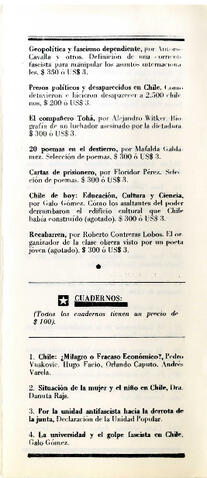 Geopolítica y fascismo dependiente, por Antonio
Cavalla y otros. Definición de una corriente
fascista para manipular los asuntos internacio-
nales. $ 350 ó US$ 3.
Presos políticos y desaparecidos en Chile. Como
detuvieron e hicieron desaparecer a 2.500 chile-
nos, $ 200 ó US$ 3.
El compañero Tohá, por Alejandro Witker. Bio-
grafía de un luchador asesinado por la dictadura.
$ 300 ó US$ 3.
20 poemas en el destierro, por Mafalda Galda-
mez. Selección de poemas. $ 300 ó US$ 3.
Cartas de prisionero, por Floridor Pérez. Selec-
ción de poemas. $ 300 ó US$ 3.
Chile de hoy: Educación, Cultura y Ciencia,
por Galo Gómez. Cómo los asaltantes del poder
derrumbaron el edificio cultural que Chile
había construido (agotado). $ 300 ó US$ 3.
Recabarren, por Roberto Contreras Lobos. El or-
ganizador de la clase obrera visto por un poeta
joven (agotado). $ 300 ó US$ 3.
CUADERNOS:
(Todos los cuadernos tienen un precio de
$ 100).
1. Chile: ¿Milagro o Fracaso Económico?, Pedro
Vuskovic, Hugo Fazio, Orlando Caputo, Andrés
Varela.
2. Situación de la mujer y el niño en Chile, Dra.
Danuta Rajs.
3. Por la unidad antifascista hacia la derrota de
la junta, Declaración de la Unidad Popular.
4. La universidad y el golpe fascista en Chile,
Galo Gómez.